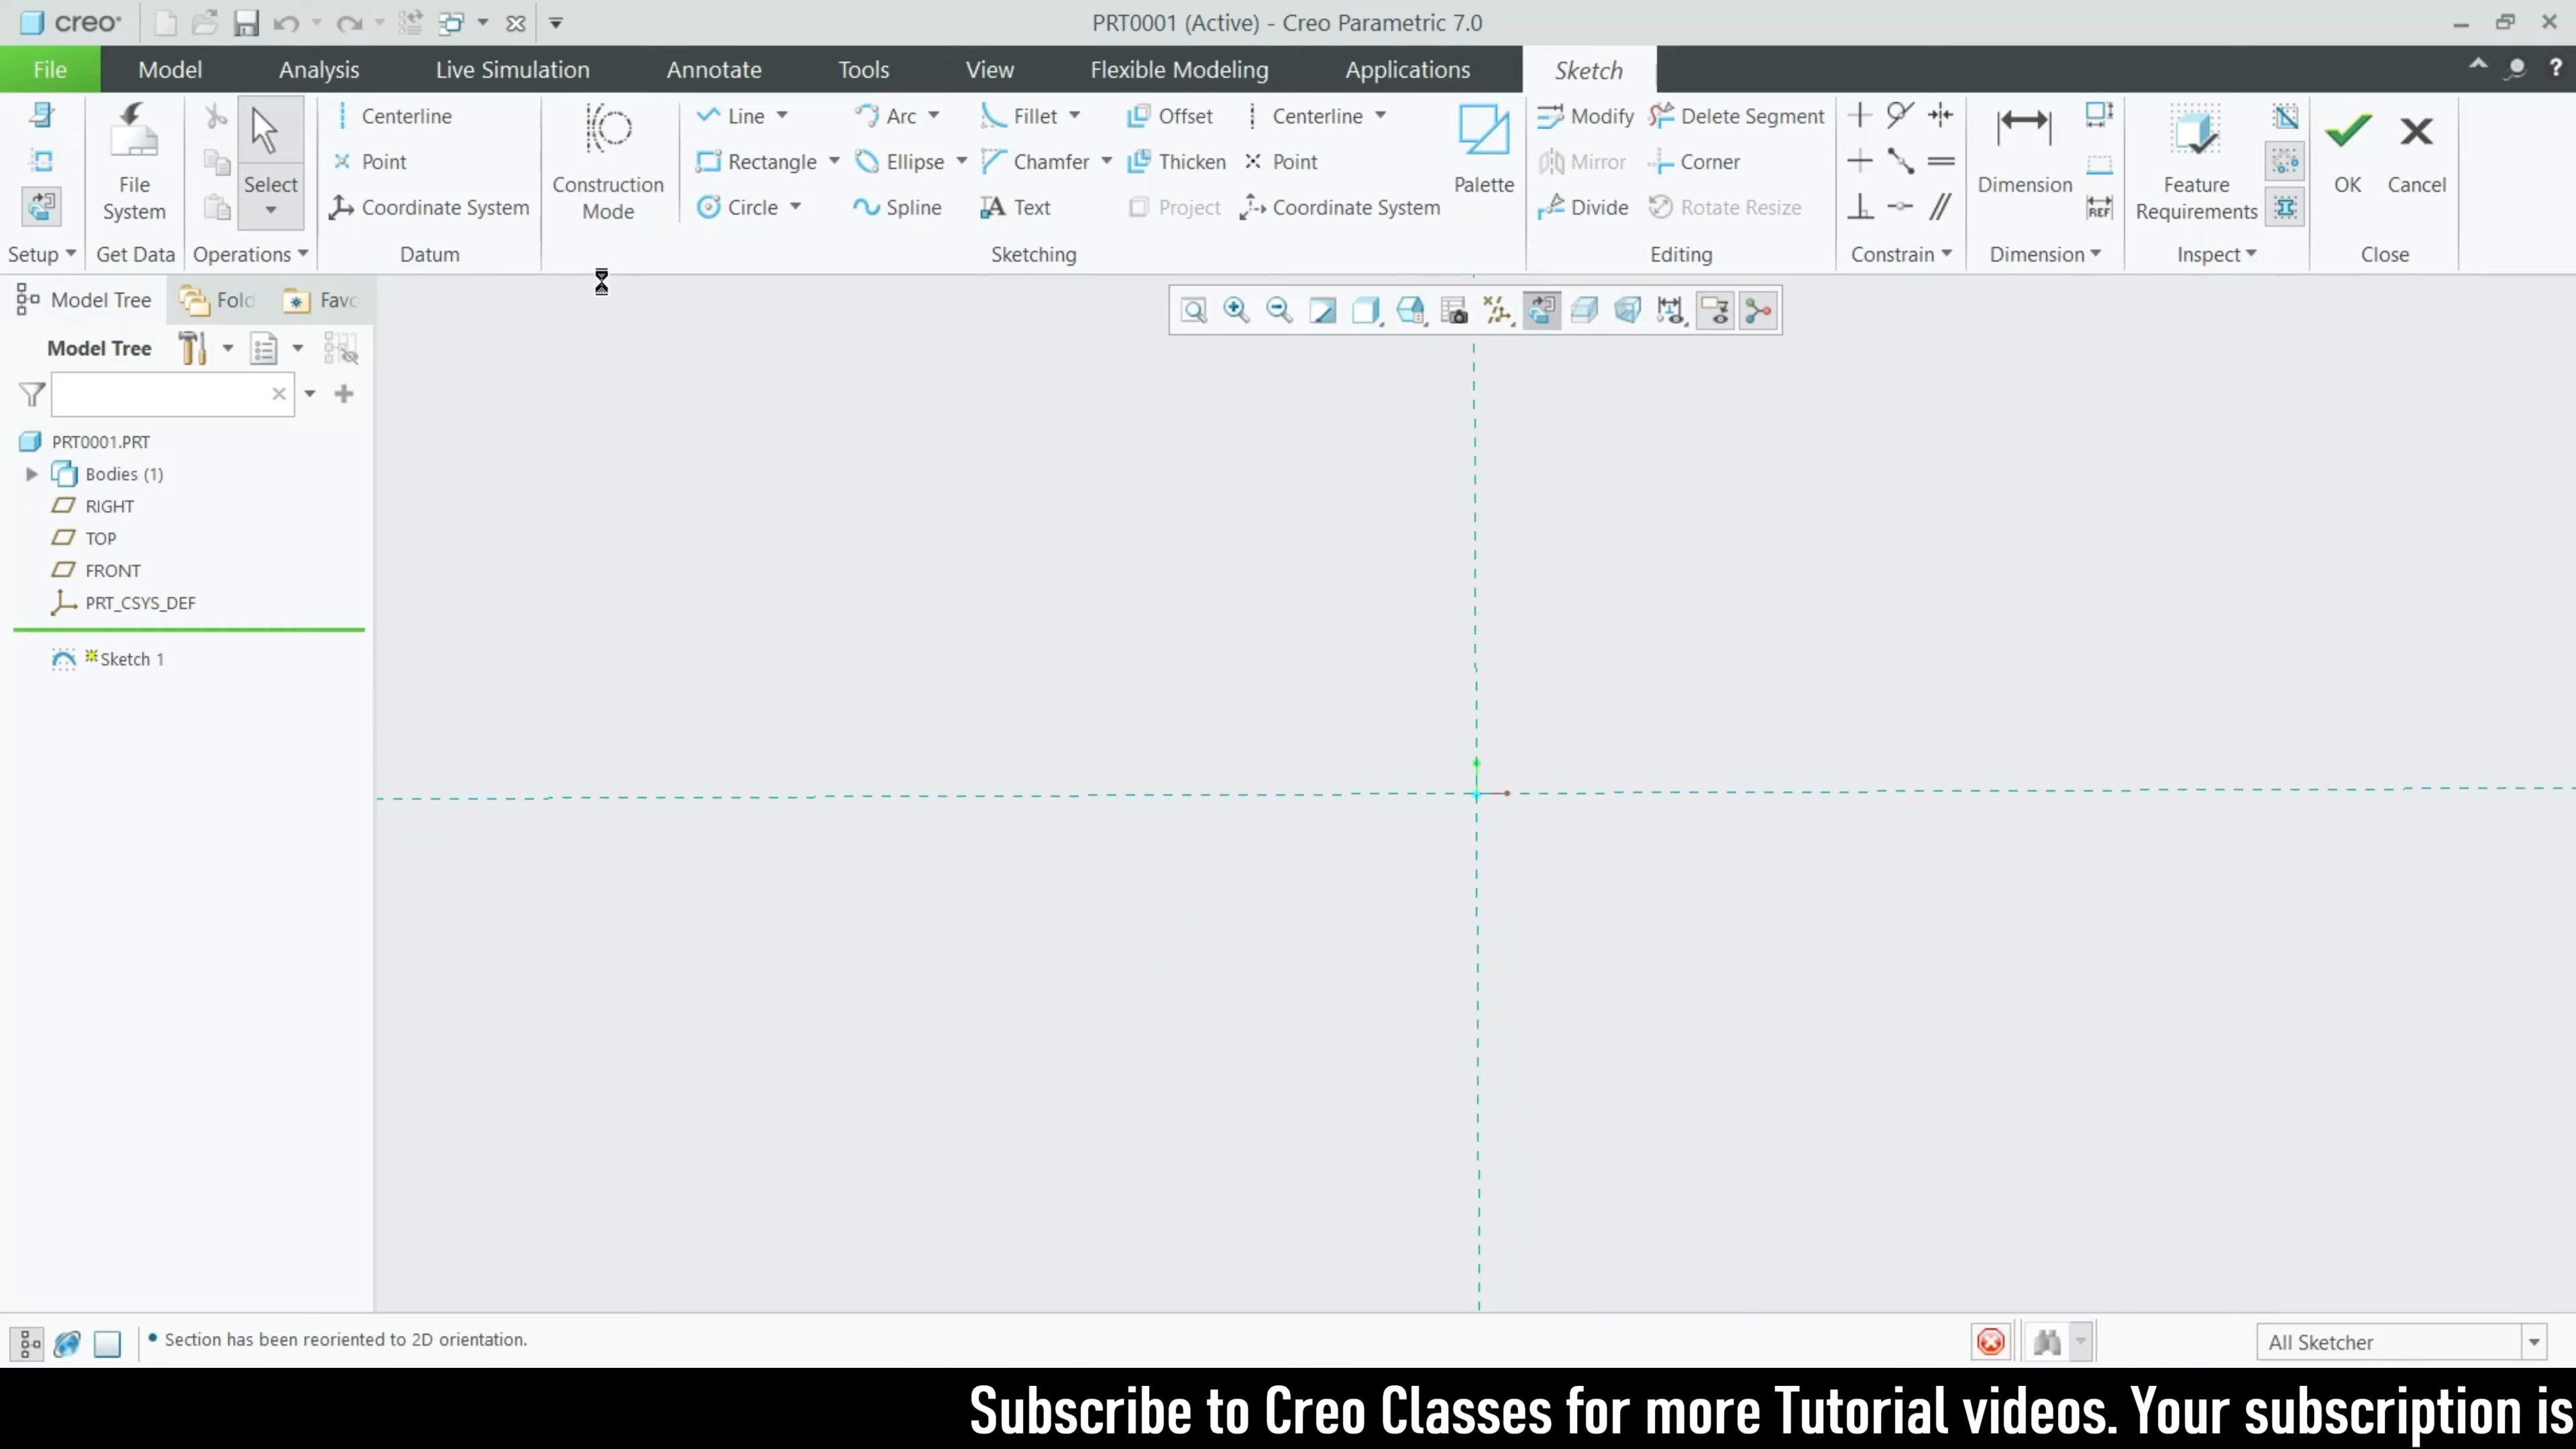 creo
PRT0001 (Active) - Creo Parametric 7.0
File Model Analysis Live Simulation Annotate Tools View Flexible Modeling Applications Sketch
Centerline Line Arc Fillet Offset Centerline Modify Delete Segment
Point Rectangle Ellipse Chamfer Thicken Point Mirror Corner
File System Select Construction Mode Palette Dimension Feature Requirements OK Cancel
Coordinate System Circle Spline Text Project Coordinate System Divide Rotate Resize
REF
Setup Get Data Operations Datum Sketching Editing Constrain Dimension Inspect Close
Model Tree Fold Favc
Model Tree
PRT0001.PRT
Bodies (1)
RIGHT
TOP
FRONT
PRT_CSYS_DEF
Sketch 1
Section has been reoriented to 2D orientation.
All Sketcher
Subscribe to Creo Classes for more Tutorial videos. Your subscription is